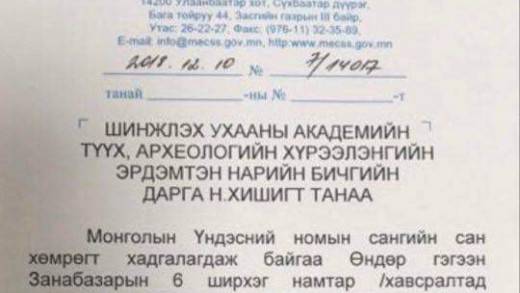 14200 Улаанбаатар хот, Сүхбаатар дүүрэг,
Бага тойруу 44, Засгийн газрын III байр,
Утас: 26-22-27, Факс: (976-11) 32-35-89,
E-mail: info@mecss.gov.mn, http:www.mecss.gov.mn
2018.12.10 № 7/14017
танай ____________-ны № ____________-т
ШИНЖЛЭХ УХААНЫ АКАДЕМИЙН
ТҮҮХ, АРХЕОЛОГИЙН ХҮРЭЭЛЭНГИЙН
ЭРДЭМТЭН НАРИЙН БИЧГИЙН
ДАРГА Н.ХИШИГТ ТАНАА
Монголын Үндэсний номын сангийн сан
хөмрөгт хадгалагдаж байгаа Өндөр гэгээн
Занабазарын 6 ширхэг намтар /хавсралтад